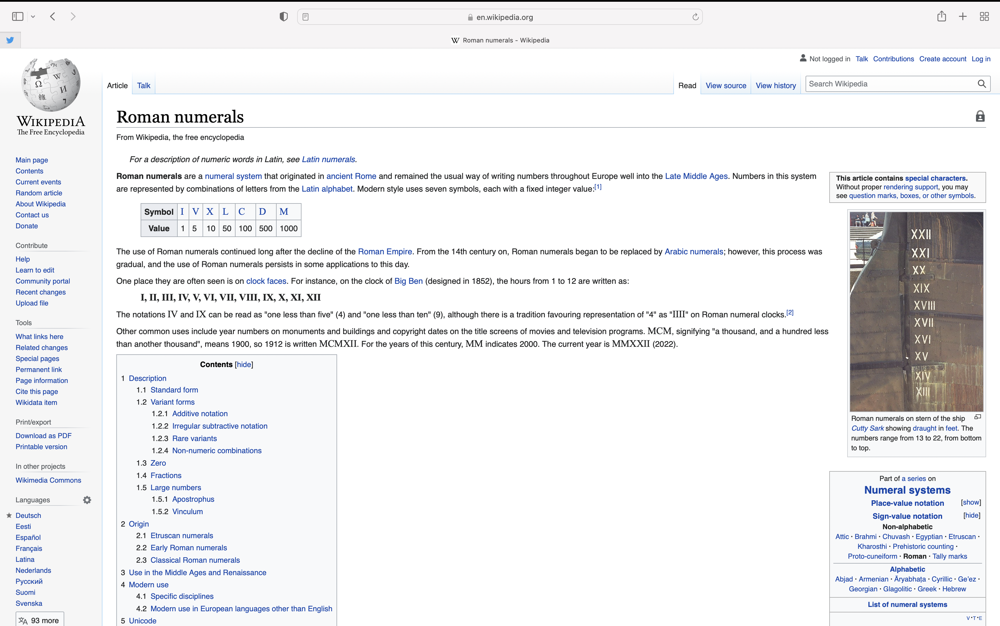 en.wikipedia.org
Roman numerals - Wikipedia
Not logged in Talk Contributions Create account Log in
Article Talk Read View source View history Search Wikipedia
WIKIPEDIA
The Free Encyclopedia
Main page
Contents
Current events
Random article
About Wikipedia
Contact us
Donate
Contribute
Help
Learn to edit
Community portal
Recent changes
Upload file
Tools
What links here
Related changes
Special pages
Permanent link
Page information
Cite this page
Wikidata item
Print/export
Download as PDF
Printable version
In other projects
Wikimedia Commons
Languages
Deutsch
Eesti
Español
Français
Latina
Nederlands
Русский
Suomi
Svenska
93 more
Roman numerals
From Wikipedia, the free encyclopedia
For a description of numeric words in Latin, see Latin numerals.
Roman numerals are a numeral system that originated in ancient Rome and remained the usual way of writing numbers throughout Europe well into the Late Middle Ages. Numbers in this system
are represented by combinations of letters from the Latin alphabet. Modern style uses seven symbols, each with a fixed integer value:[1]
Symbol I V X L C D M
Value 1 5 10 50 100 500 1000
The use of Roman numerals continued long after the decline of the Roman Empire. From the 14th century on, Roman numerals began to be replaced by Arabic numerals; however, this process was
gradual, and the use of Roman numerals persists in some applications to this day.
One place they are often seen is on clock faces. For instance, on the clock of Big Ben (designed in 1852), the hours from 1 to 12 are written as:
I, II, III, IV, V, VI, VII, VIII, IX, X, XI, XII
The notations IV and IX can be read as "one less than five" (4) and "one less than ten" (9), although there is a tradition favouring representation of "4" as "IIII" on Roman numeral clocks.[2]
Other common uses include year numbers on monuments and buildings and copyright dates on the title screens of movies and television programs. MCM, signifying "a thousand, and a hundred less
than another thousand", means 1900, so 1912 is written MCMXII. For the years of this century, MM indicates 2000. The current year is MMXXII (2022).
Contents [hide]
1 Description
1.1 Standard form
1.2 Variant forms
1.2.1 Additive notation
1.2.2 Irregular subtractive notation
1.2.3 Rare variants
1.2.4 Non-numeric combinations
1.3 Zero
1.4 Fractions
1.5 Large numbers
1.5.1 Apostrophus
1.5.2 Vinculum
2 Origin
2.1 Etruscan numerals
2.2 Early Roman numerals
2.3 Classical Roman numerals
3 Use in the Middle Ages and Renaissance
4 Modern use
4.1 Specific disciplines
4.2 Modern use in European languages other than English
5 Unicode
This article contains special characters.
Without proper rendering support, you may
see question marks, boxes, or other symbols.
XXII
XXI
XX
XIX
XVIII
XVII
XVI
XV
XIV
XIII
Roman numerals on stern of the ship
Cutty Sark showing draught in feet. The
numbers range from 13 to 22, from bottom
to top.
Part of a series on
Numeral systems
Place-value notation [show]
Sign-value notation [hide]
Non-alphabetic
Attic · Brahmi · Chuvash · Egyptian · Etruscan ·
Kharosthi · Prehistoric counting ·
Proto-cuneiform · Roman · Tally marks
Alphabetic
Abjad · Armenian · Āryabhaṭa · Cyrillic · Geʽez ·
Georgian · Glagolitic · Greek · Hebrew
List of numeral systems
V·T·E